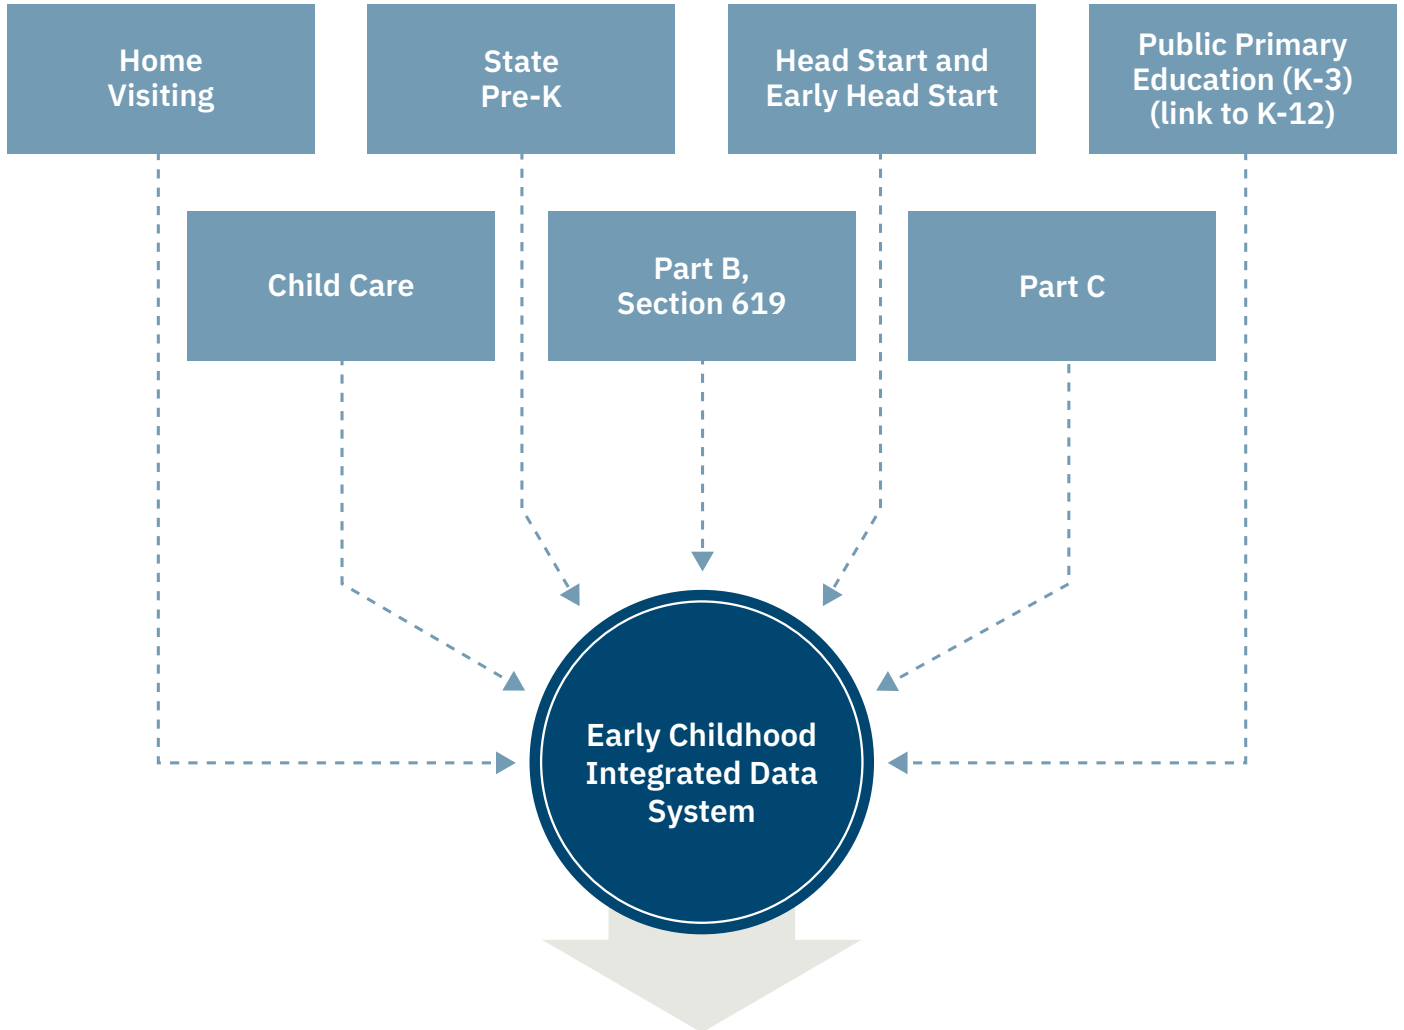 Home
Visiting
State
Pre-K
Head Start and
Early Head Start
Public Primary
Education (K-3)
(link to K-12)
Child Care
Part B,
Section 619
Part C
Early Childhood
Integrated Data
System